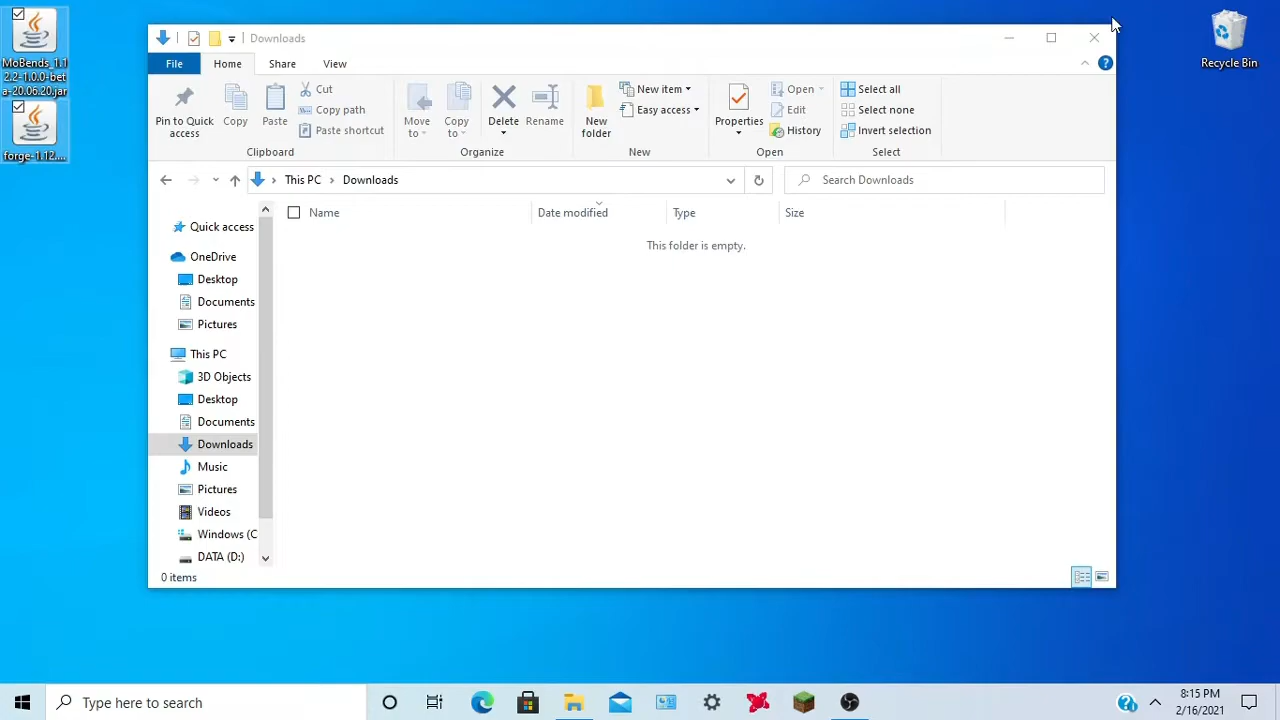 MoBends_1.1
2.2-1.0.0-bet
a-20.06.20.jar
forge-1.12....
Downloads
Recycle Bin
File
Home
Share
View
Pin to Quick
access
Copy
Paste
Cut
Copy path
Paste shortcut
Clipboard
Move
to
Copy
to
Delete
Rename
Organize
New
folder
New item
Easy access
New
Properties
Open
Edit
History
Open
Select all
Select none
Invert selection
Select
This PC
Downloads
Search Downloads
Name
Date modified
Type
Size
This folder is empty.
Quick access
OneDrive
Desktop
Documents
Pictures
This PC
3D Objects
Desktop
Documents
Downloads
Music
Pictures
Videos
Windows (C
DATA (D:)
0 items
Type here to search
8:15 PM
2/16/2021